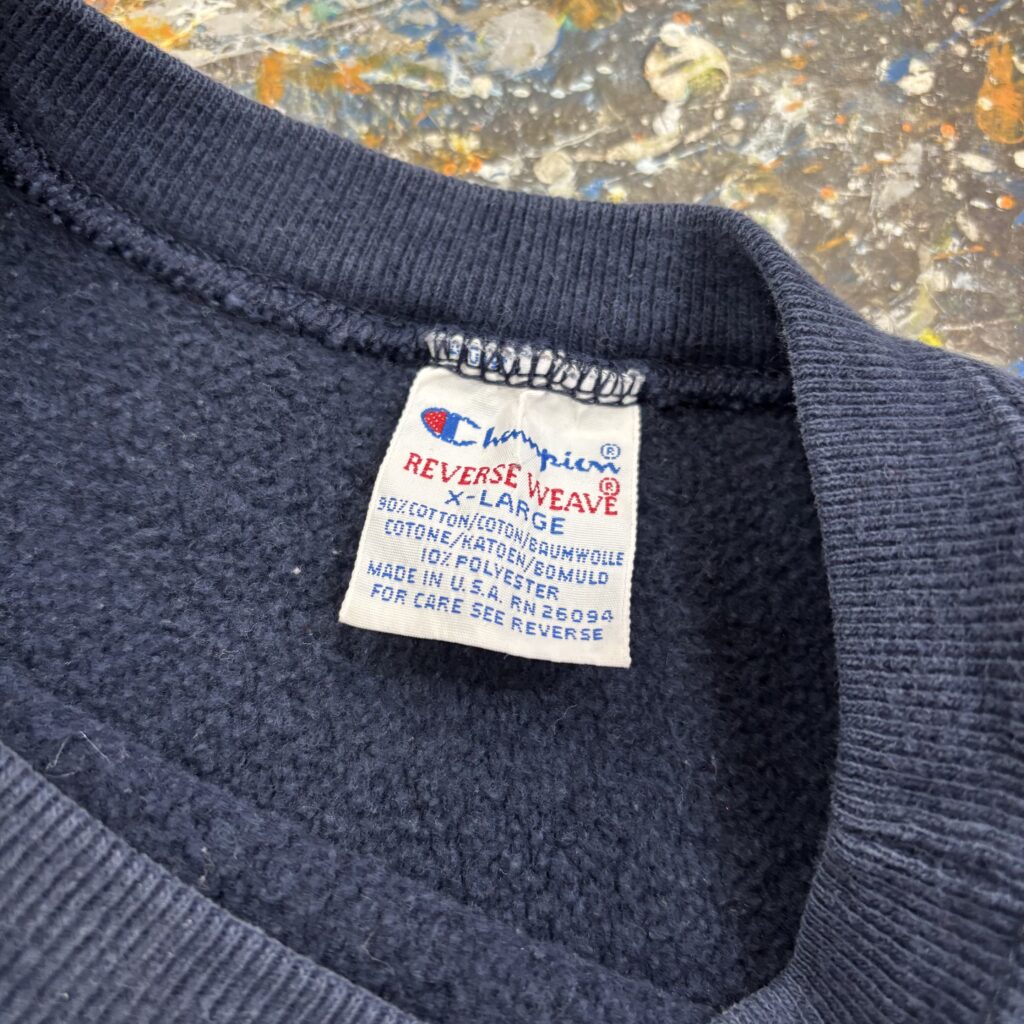 Champion®
REVERSE WEAVE®
X-LARGE
90% COTTON/COTON/BAUMWOLLE
COTONE/KATOEN/BOMULD
10% POLYESTER
MADE IN U.S.A. RN 26094
FOR CARE SEE REVERSE